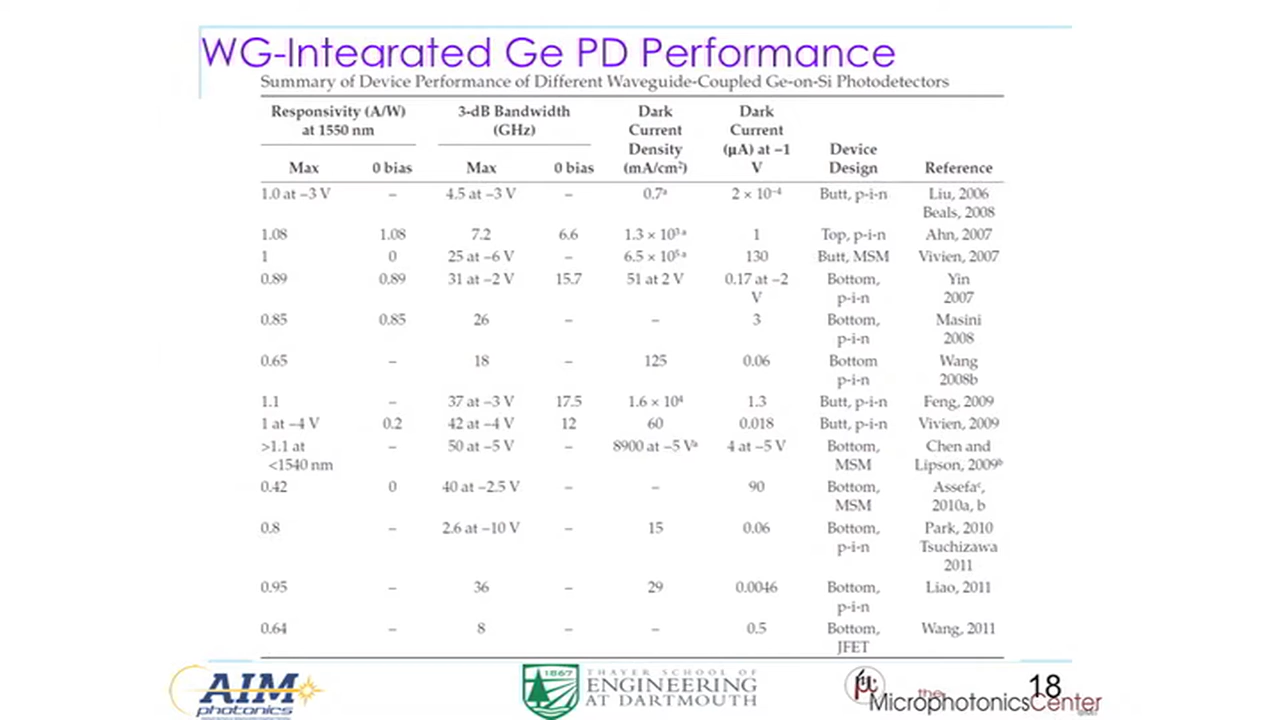 WG-Integrated Ge PD Performance
Summary of Device Performance of Different Waveguide-Coupled Ge-on-Si Photodetectors
Responsivity (A/W) at 1550 nm 3-dB Bandwidth (GHz) Dark Current Density (mA/cm²) Dark Current (μA) at −1 V Device Design Reference
Max 0 bias Max 0 bias
1.0 at −3 V – 4.5 at −3 V – 0.7ᵃ 2 × 10⁻⁴ Butt, p-i-n Liu, 2006 Beals, 2008
1.08 1.08 7.2 6.6 1.3 × 10³ ᵃ 1 Top, p-i-n Ahn, 2007
1 0 25 at −6 V – 6.5 × 10⁵ ᵃ 130 Butt, MSM Vivien, 2007
0.89 0.89 31 at −2 V 15.7 51 at 2 V 0.17 at −2 V Bottom, p-i-n Yin 2007
0.85 0.85 26 – – 3 Bottom, p-i-n Masini 2008
0.65 – 18 – 125 0.06 Bottom p-i-n Wang 2008b
1.1 – 37 at −3 V 17.5 1.6 × 10⁴ 1.3 Butt, p-i-n Feng, 2009
1 at −4 V 0.2 42 at −4 V 12 60 0.018 Butt, p-i-n Vivien, 2009
>1.1 at <1540 nm – 50 at −5 V – 8900 at −5 Vᵃ 4 at −5 V Bottom, MSM Chen and Lipson, 2009ᵇ
0.42 0 40 at −2.5 V – – 90 Bottom, MSM Assefaᶜ, 2010a, b
0.8 – 2.6 at −10 V – 15 0.06 Bottom, p-i-n Park, 2010 Tsuchizawa 2011
0.95 – 36 – 29 0.0046 Bottom, p-i-n Liao, 2011
0.64 – 8 – – 0.5 Bottom, JFET Wang, 2011
AIM photonics
1867
THAYER SCHOOL OF
ENGINEERING
AT DARTMOUTH
μ
the MicrophotonicsCenter
18